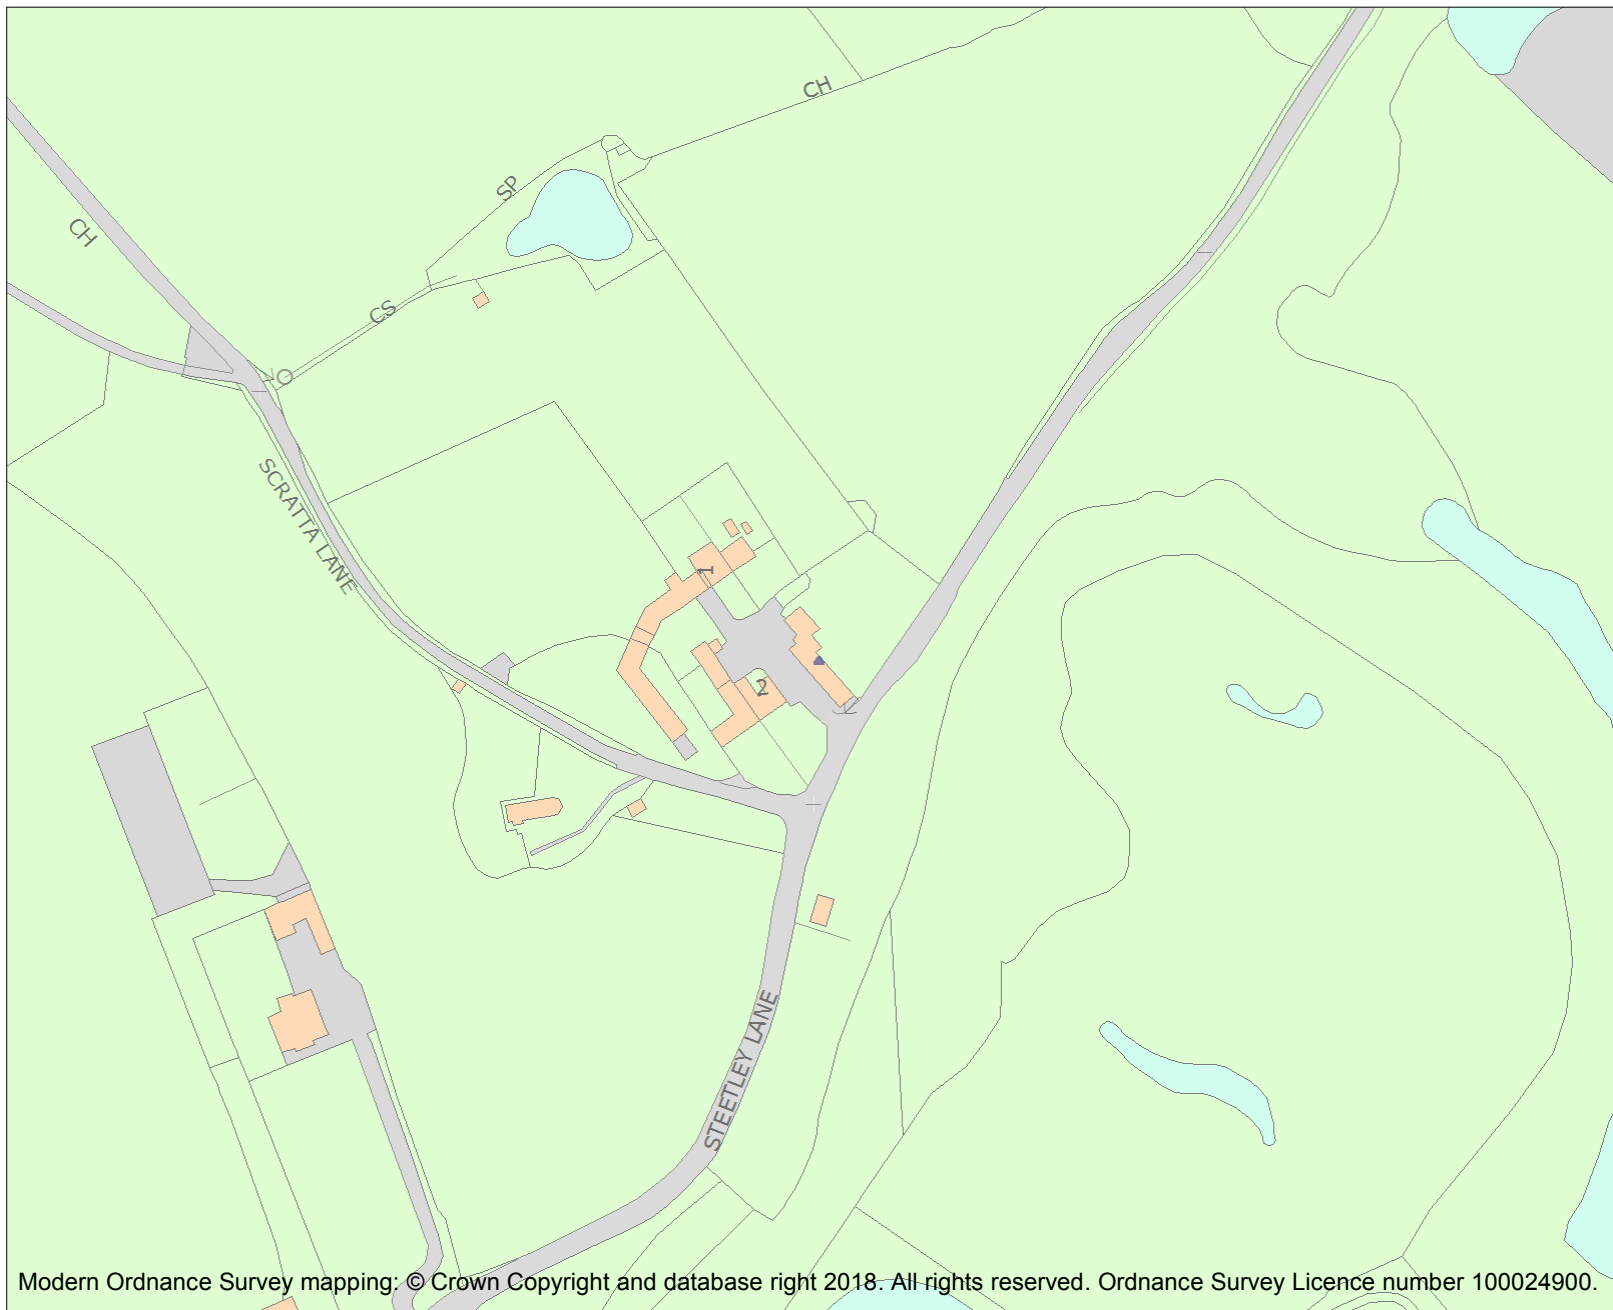 CH
SP
CH
CS
SCRATTA LANE
1
2
STEETLEY LANE
Modern Ordnance Survey mapping: © Crown Copyright and database right 2018. All rights reserved. Ordnance Survey Licence number 100024900.